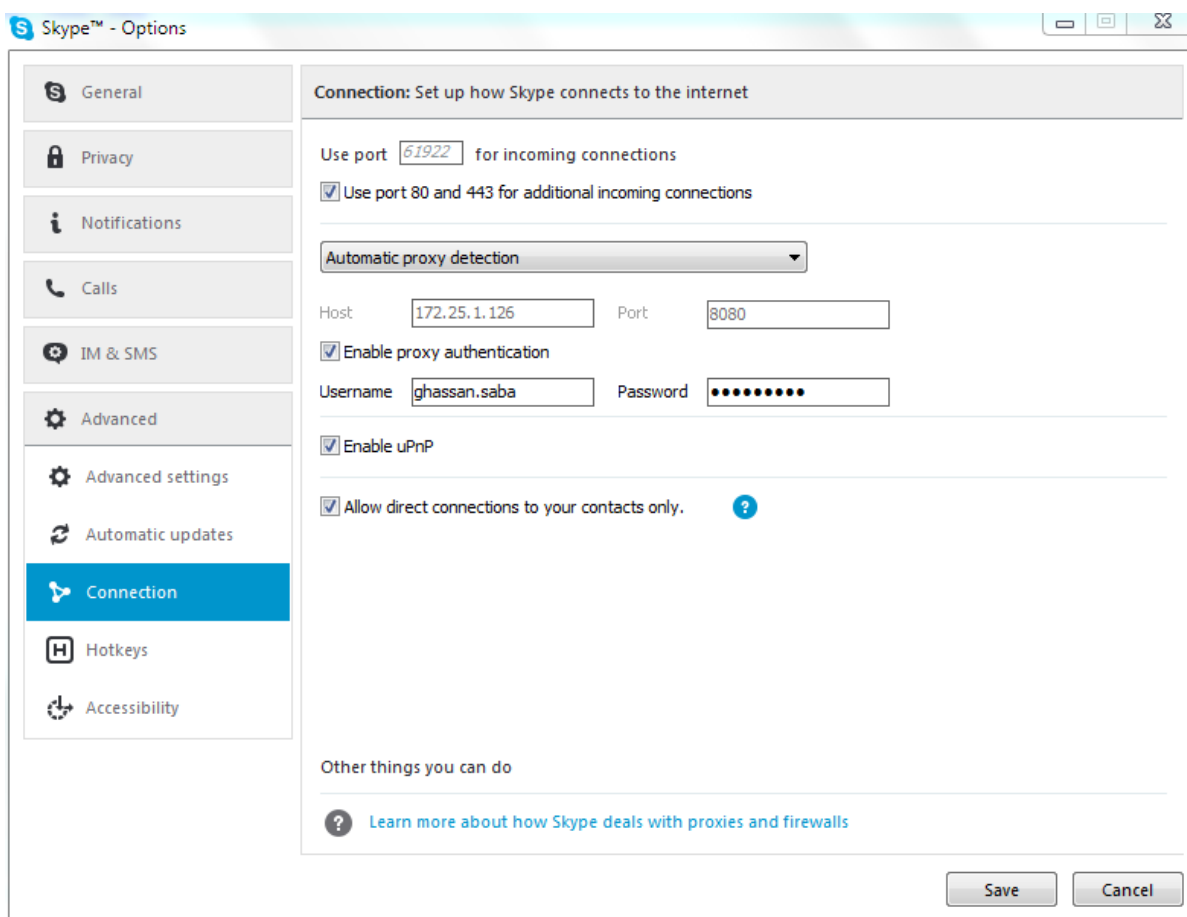 Skype™ - Options
General
Privacy
Notifications
Calls
IM & SMS
Advanced
Advanced settings
Automatic updates
Connection
Hotkeys
Accessibility
Connection: Set up how Skype connects to the internet
Use port 61922 for incoming connections
Use port 80 and 443 for additional incoming connections
Automatic proxy detection
Host 172.25.1.126 Port 8080
Enable proxy authentication
Username ghassan.saba Password •••••••••
Enable uPnP
Allow direct connections to your contacts only. ?
Other things you can do
? Learn more about how Skype deals with proxies and firewalls
Save Cancel